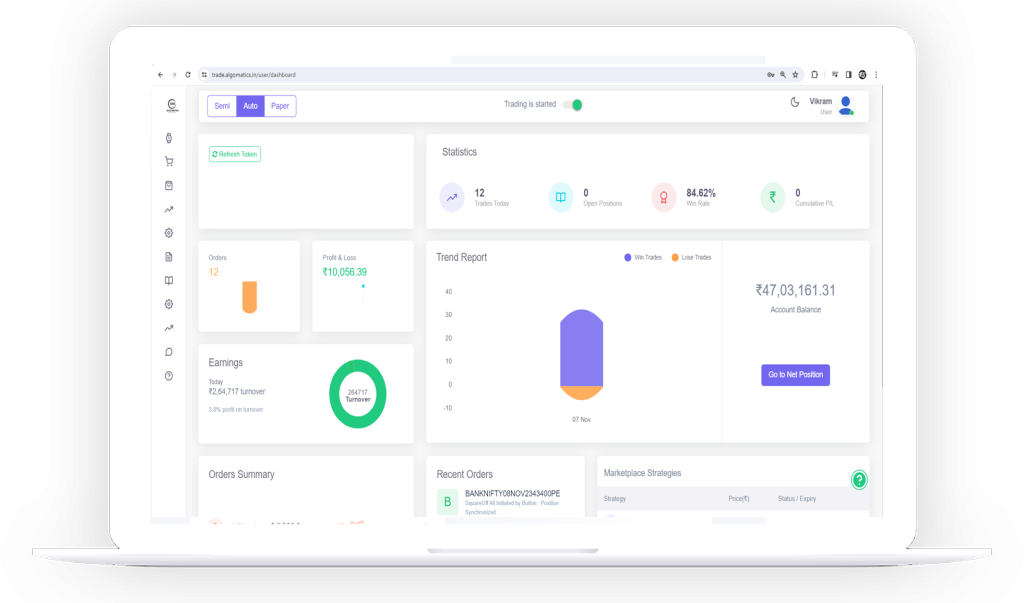 trade.algomatics.in/user/dashboard
Semi Auto Paper
Trading is started
Vikram
User
Refresh Token
Statistics
12
Trades Today
0
Open Positions
84.62%
Win Rate
₹
0
Cumulative P/L
Orders
12
Profit & Loss
₹10,056.39
Trend Report
Win Trades
Lose Trades
40
30
20
10
0
-10
07 Nov
₹47,03,161.31
Account Balance
Go to Net Position
Earnings
Today
₹2,64,717 turnover
3.8% profit on turnover
264717
Turnover
Orders Summary
Recent Orders
B
BANKNIFTY08NOV2343400PE
SquareOff All Initiated by Button : Position
Synchronized
Marketplace Strategies
Strategy Price(₹) Status / Expiry
?